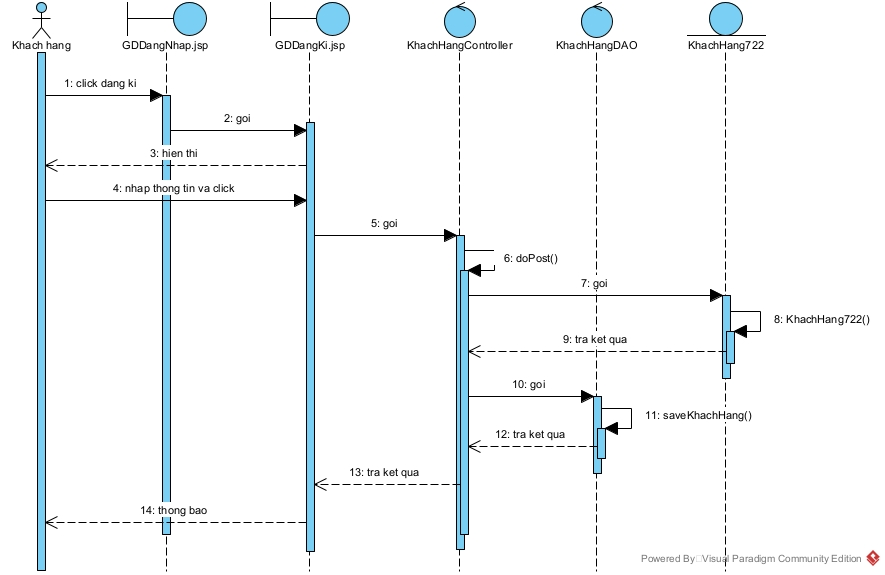 Khach hang
GDDangNhap.jsp
GDDangKi.jsp
KhachHangController
KhachHangDAO
KhachHang722
1: click dang ki
2: goi
3: hien thi
4: nhap thong tin va click
5: goi
6: doPost()
7: goi
8: KhachHang722()
9: tra ket qua
10: goi
11: saveKhachHang()
12: tra ket qua
13: tra ket qua
14: thong bao
Powered By Visual Paradigm Community Edition